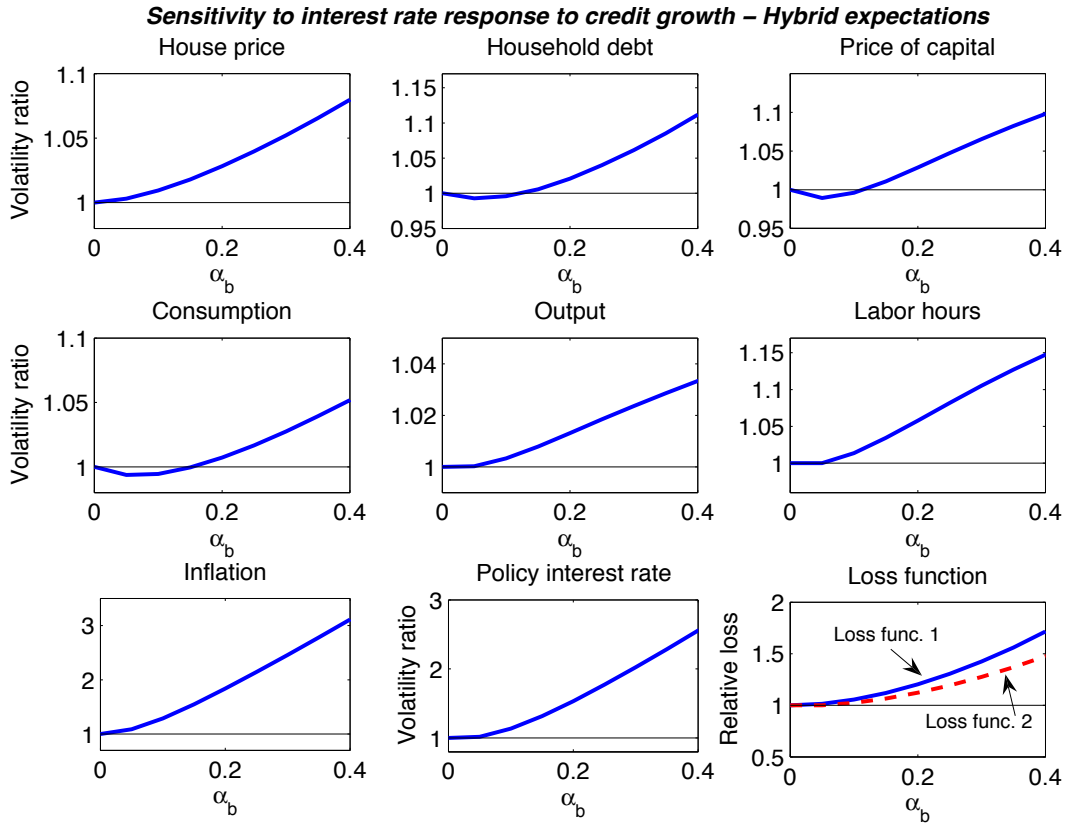 Sensitivity to interest rate response to credit growth – Hybrid expectations
House price
Household debt
Price of capital
Volatility ratio
1.1
1.05
1
0
0.2
0.4
α_b
1.15
1.1
1.05
1
0.95
0
0.2
0.4
α_b
1.1
1.05
1
0.95
0
0.2
0.4
α_b
Consumption
Output
Labor hours
Volatility ratio
1.1
1.05
1
0
0.2
0.4
α_b
1.04
1.02
1
0
0.2
0.4
α_b
1.15
1.1
1.05
1
0
0.2
0.4
α_b
Inflation
Policy interest rate
Loss function
3
2
1
0
0.2
0.4
α_b
Volatility ratio
3
2
1
0
0.2
0.4
α_b
Relative loss
2
1.5
1
0.5
Loss func. 1
Loss func. 2
0
0.2
0.4
α_b